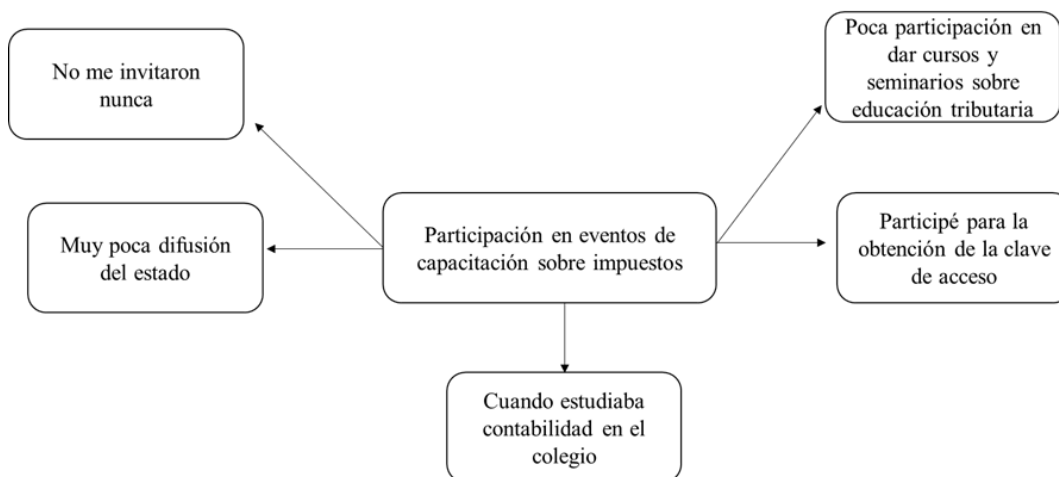 No me invitaron
nunca
Poca participación en
dar cursos y
seminarios sobre
educación tributaria
Muy poca difusión
del estado
Participación en eventos de
capacitación sobre impuestos
Participé para la
obtención de la clave
de acceso
Cuando estudiaba
contabilidad en el
colegio